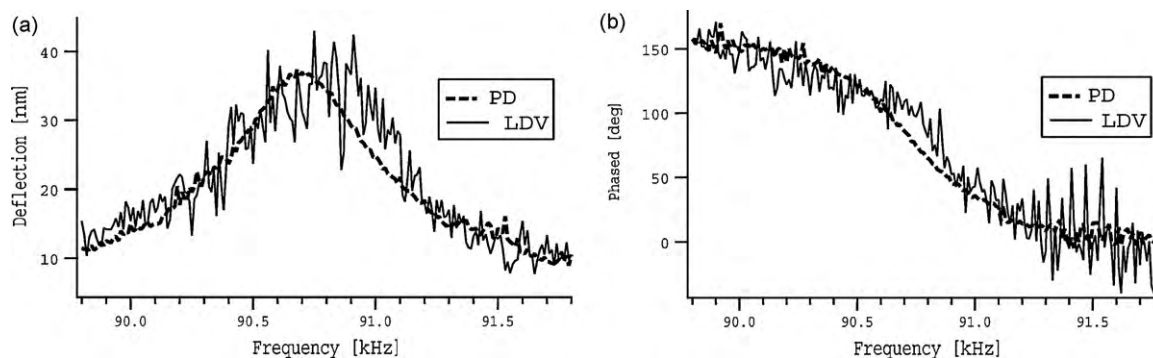 (a)
40
30
20
10
Deflection [nm]
PD
LDV
90.0
90.5
91.0
91.5
Frequency [kHz]
(b)
150
100
50
0
Phased [deg]
PD
LDV
90.0
90.5
91.0
91.5
Frequency [kHz]